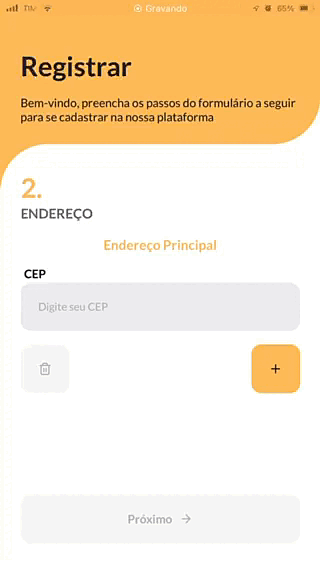 TIM
Gravando
65%
Registrar
Bem-vindo, preencha os passos do formulário a seguir
para se cadastrar na nossa plataforma
2.
ENDEREÇO
Endereço Principal
CEP
Digite seu CEP
+
Próximo →